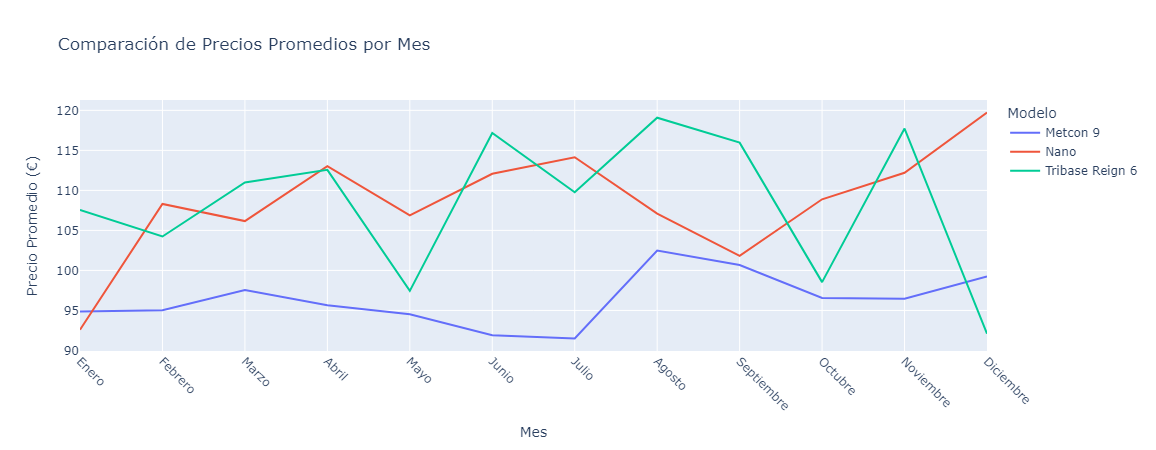 Comparación de Precios Promedios por Mes
Precio Promedio (€)
120
115
110
105
100
95
90
Enero
Febrero
Marzo
Abril
Mayo
Junio
Julio
Agosto
Septiembre
Octubre
Noviembre
Diciembre
Mes
Modelo
Metcon 9
Nano
Tribase Reign 6